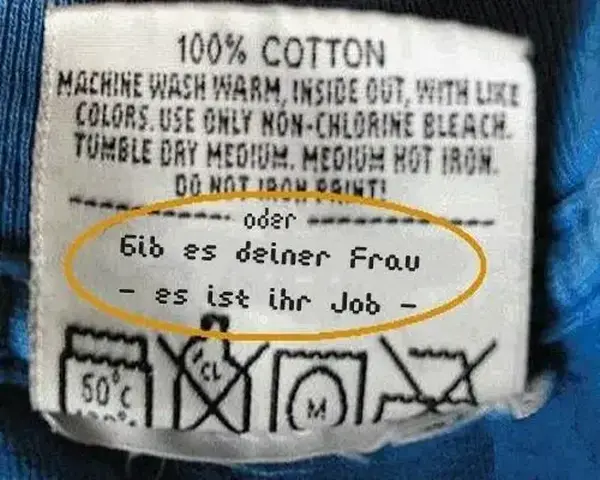 100% COTTON
MACHINE WASH WARM, INSIDE OUT, WITH LIKE
COLORS. USE ONLY NON-CHLORINE BLEACH.
TUMBLE DRY MEDIUM. MEDIUM HOT IRON.
DO NOT IRON PRINT!
oder
Gib es deiner Frau
- es ist ihr Job -
50°C
CL
M